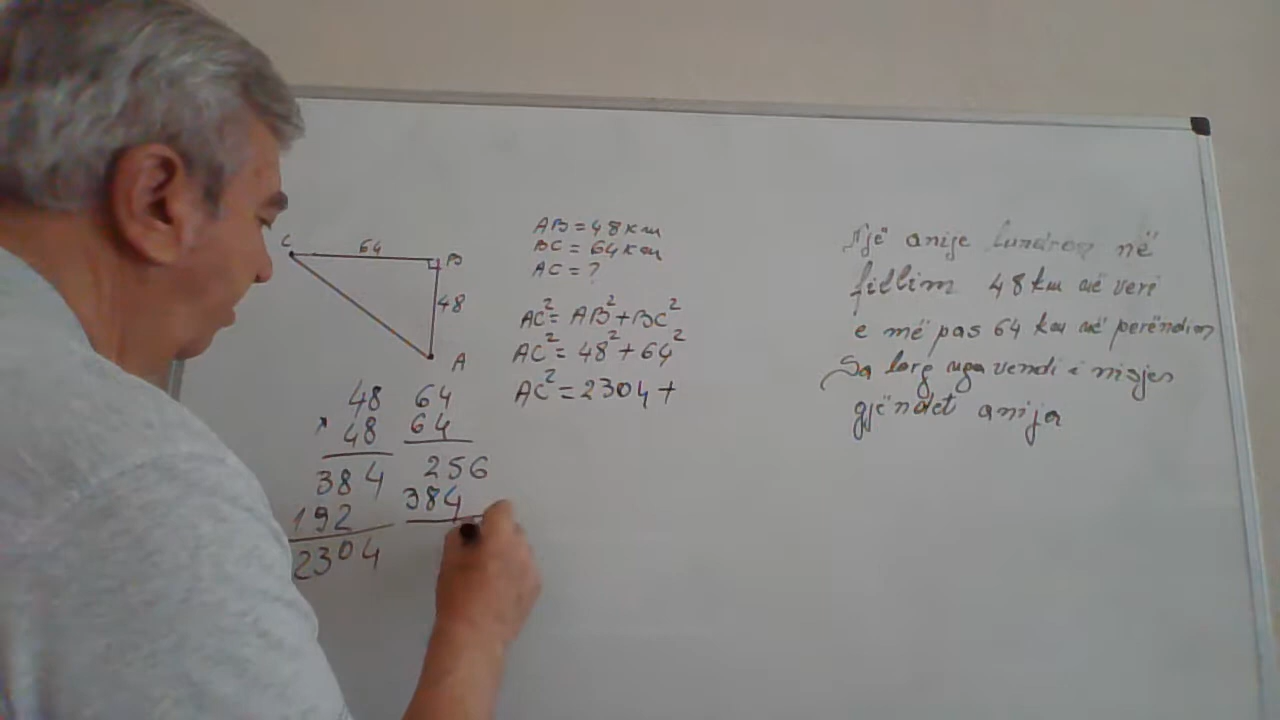 C 64 B
48
A
AB = 48 km
BC = 64 km
AC = ?
AC² = AB² + BC²
AC² = 48² + 64²
AC² = 2304 +
48
× 48
384
192
2304
64
64
256
384
Një anije lundron në
fillim 48 km në veri
e më pas 64 km në perëndim
Sa larg nga vendi i nisjes
gjëndet anija